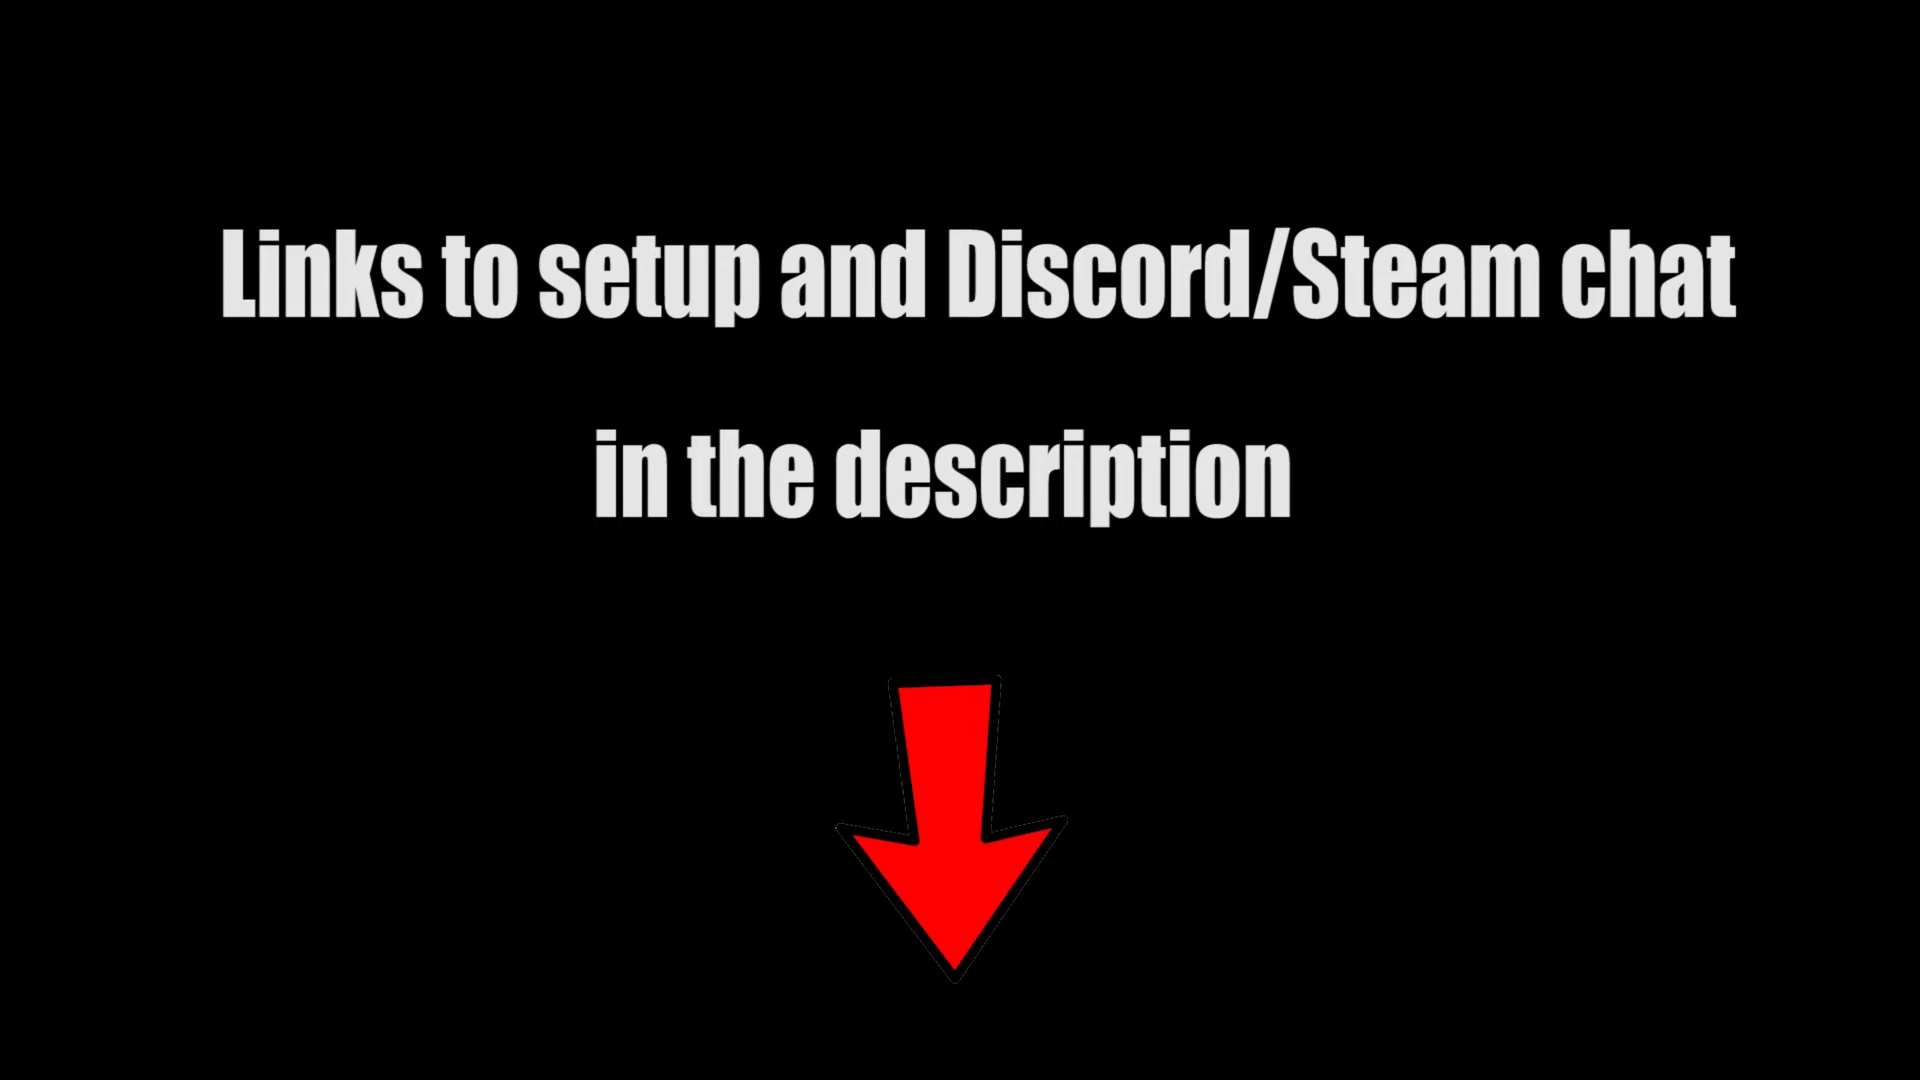 Links to setup and Discord/Steam chat
in the description